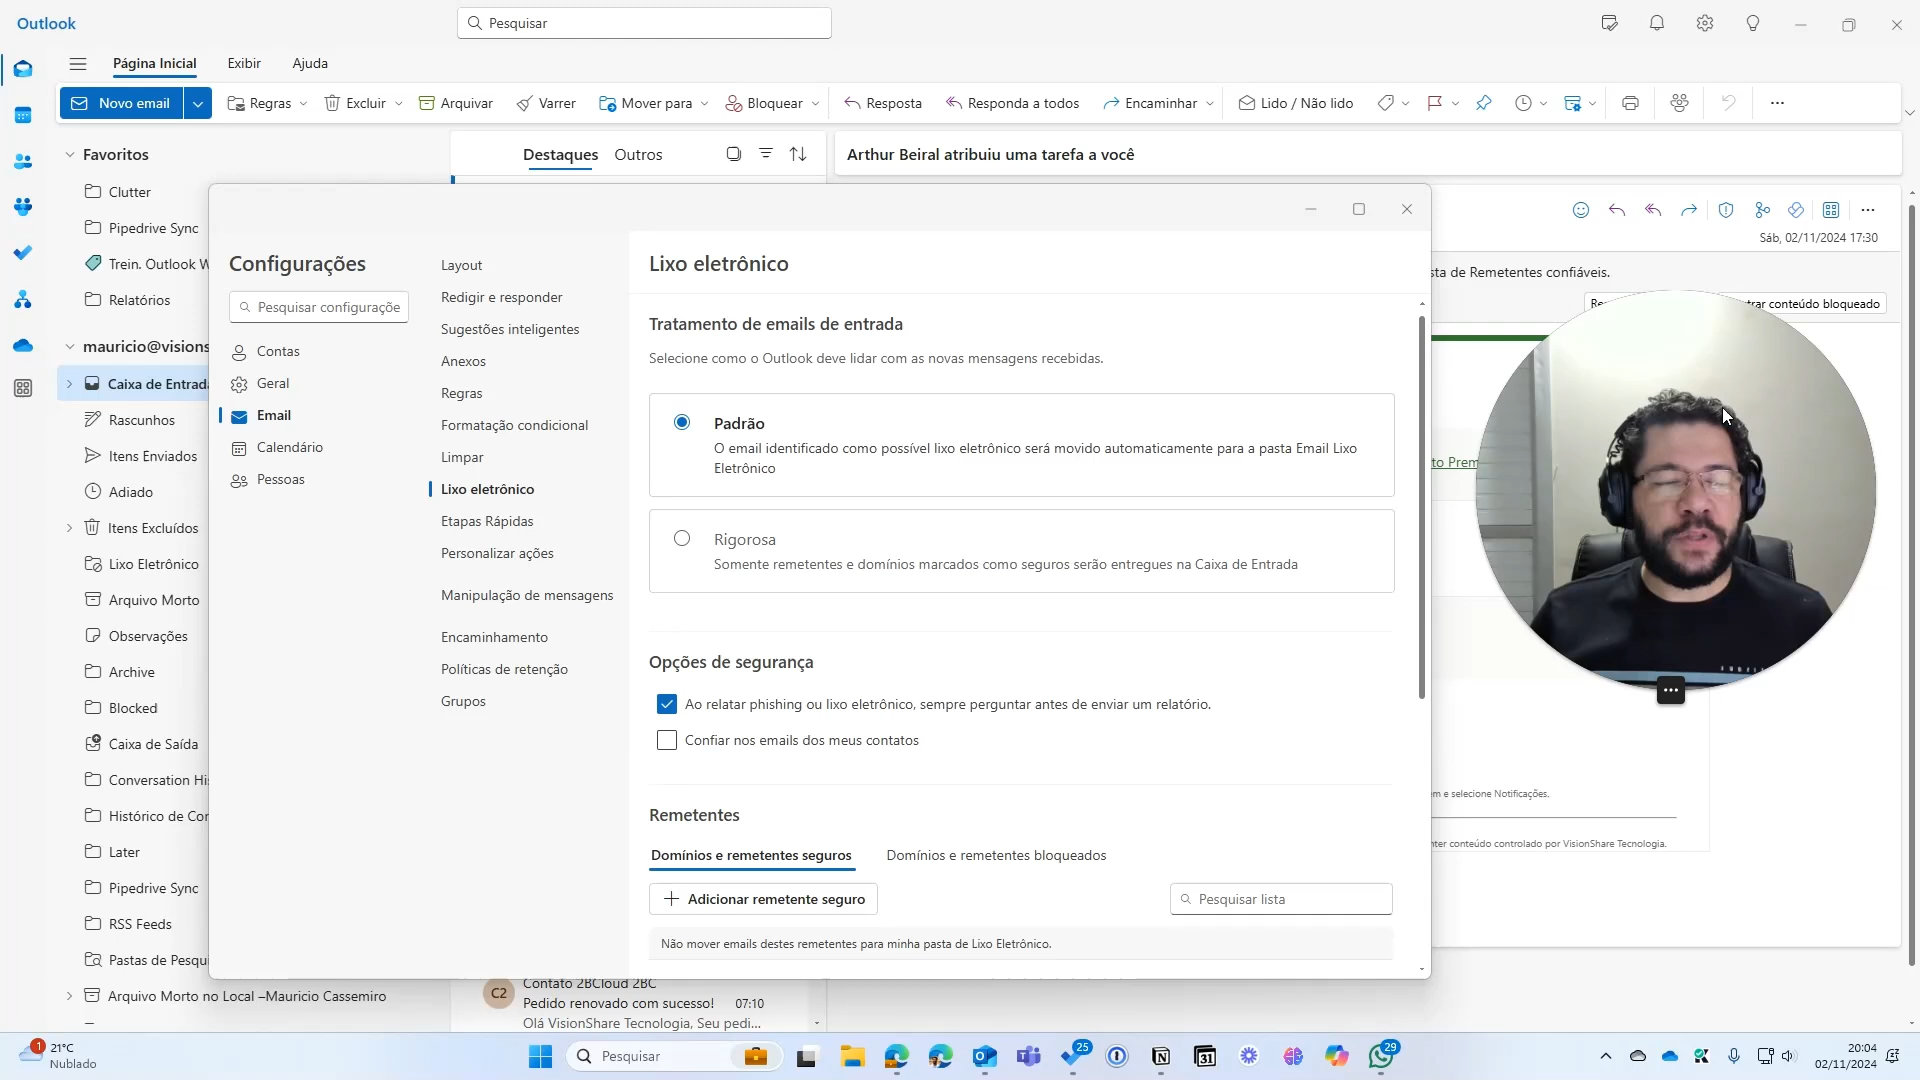 Outlook
Pesquisar
Página Inicial
Exibir
Ajuda
Novo email
Regras
Excluir
Arquivar
Varrer
Mover para
Bloquear
Resposta
Responda a todos
Encaminhar
Lido / Não lido
Favoritos
Clutter
Pipedrive Sync
Trein. Outlook W
Relatórios
mauricio@visions
Caixa de Entrada
Rascunhos
Itens Enviados
Adiado
Itens Excluídos
Lixo Eletrônico
Arquivo Morto
Observações
Archive
Blocked
Caixa de Saída
Conversation His
Histórico de Con
Later
Pipedrive Sync
RSS Feeds
Pastas de Pesqui
Arquivo Morto no Local –Mauricio Cassemiro
Destaques
Outros
Arthur Beiral atribuiu uma tarefa a você
Sáb, 02/11/2024 17:30
sta de Remetentes confiáveis.
trar conteúdo bloqueado
to Prem
em e selecione Notificações.
nter conteúdo controlado por VisionShare Tecnologia.
Configurações
Pesquisar configuraçõe
Contas
Geral
Email
Calendário
Pessoas
Layout
Redigir e responder
Sugestões inteligentes
Anexos
Regras
Formatação condicional
Limpar
Lixo eletrônico
Etapas Rápidas
Personalizar ações
Manipulação de mensagens
Encaminhamento
Políticas de retenção
Grupos
Lixo eletrônico
Tratamento de emails de entrada
Selecione como o Outlook deve lidar com as novas mensagens recebidas.
Padrão
O email identificado como possível lixo eletrônico será movido automaticamente para a pasta Email Lixo
Eletrônico
Rigorosa
Somente remetentes e domínios marcados como seguros serão entregues na Caixa de Entrada
Opções de segurança
Ao relatar phishing ou lixo eletrônico, sempre perguntar antes de enviar um relatório.
Confiar nos emails dos meus contatos
Remetentes
Domínios e remetentes seguros
Domínios e remetentes bloqueados
Adicionar remetente seguro
Pesquisar lista
Não mover emails destes remetentes para minha pasta de Lixo Eletrônico.
C2
Contato 2BCloud 2BC
Pedido renovado com sucesso! 07:10
Olá VisionShare Tecnologia, Seu pedi...
1
21°C
Nublado
Pesquisar
25
31
29
20:04
02/11/2024